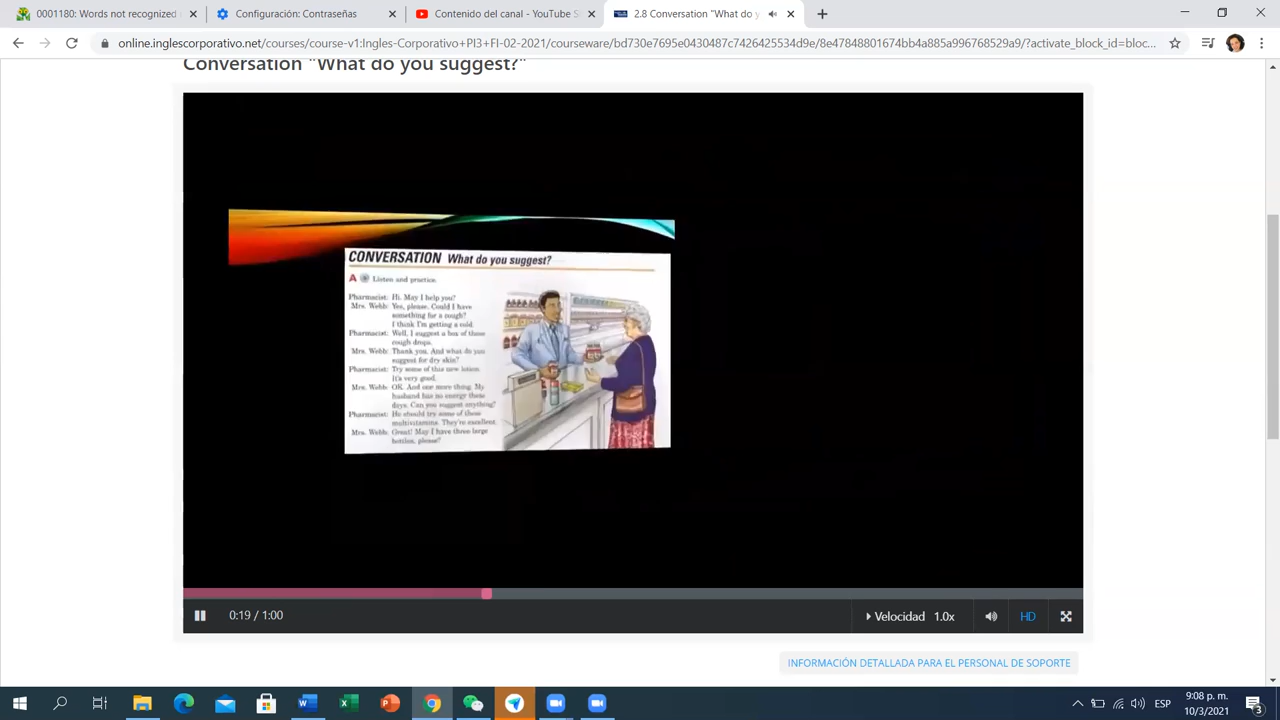 0001180: Words not recognized
Configuración: Contraseña
Contenido del canal - YouTube S
2.8 Conversation "What do y
online.inglescorporativo.net/courses/course-v1:Ingles-Corporativo+PI3+FI-02-2021/courseware/bd730e7695e0430487c7426425534d9e/8e47848801674bb4a885a996768529a9/?activate_block_id=bloc...
Conversation "What do you suggest?"
CONVERSATION What do you suggest?
A Listen and practice.
Pharmacist: Hi. May I help you?
Mrs. Webb: Yes, please. Could I have
something for a cough?
I think I'm getting a cold.
Pharmacist: Well, I suggest a box of these
cough drops.
Mrs. Webb: Thank you. And what do you
suggest for dry skin?
Pharmacist: Try some of this new lotion.
It's very good.
Mrs. Webb: OK. And one more thing. My
husband has no energy these
days. Can you suggest anything?
Pharmacist: He should try some of these
multivitamins. They're excellent.
Mrs. Webb: Great! May I have three large
bottles, please?
0:19 / 1:00
Velocidad 1.0x
HD
INFORMACIÓN DETALLADA PARA EL PERSONAL DE SOPORTE
ESP
9:08 p. m.
10/3/2021
3